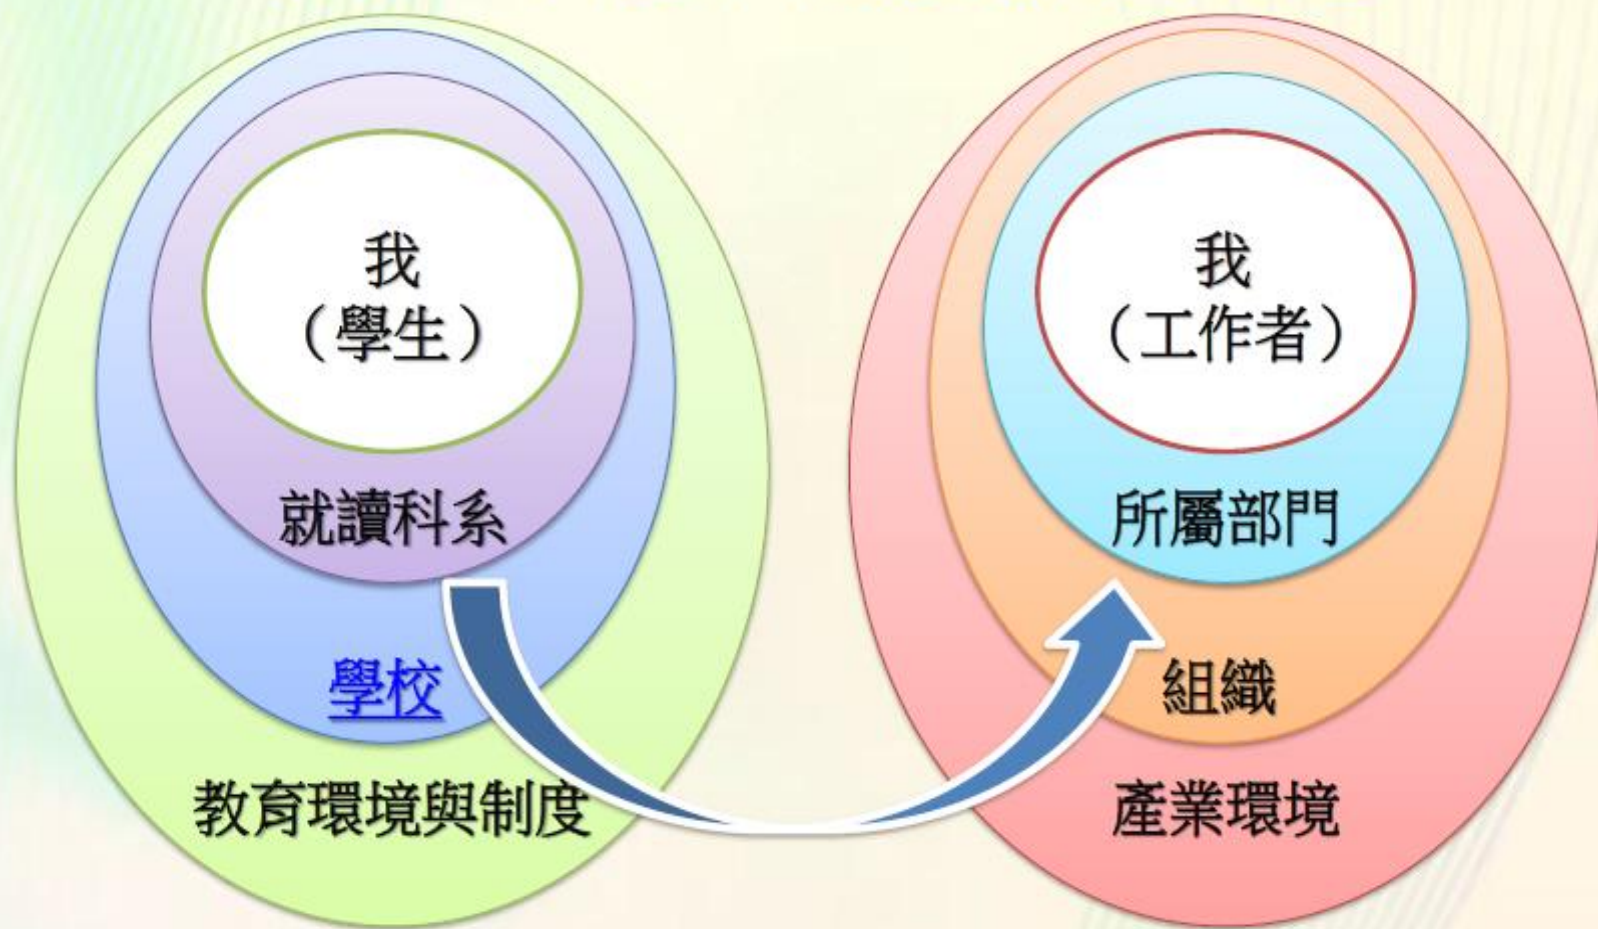 我
（學生）
就讀科系
學校
教育環境與制度
我
（工作者）
所屬部門
組織
產業環境